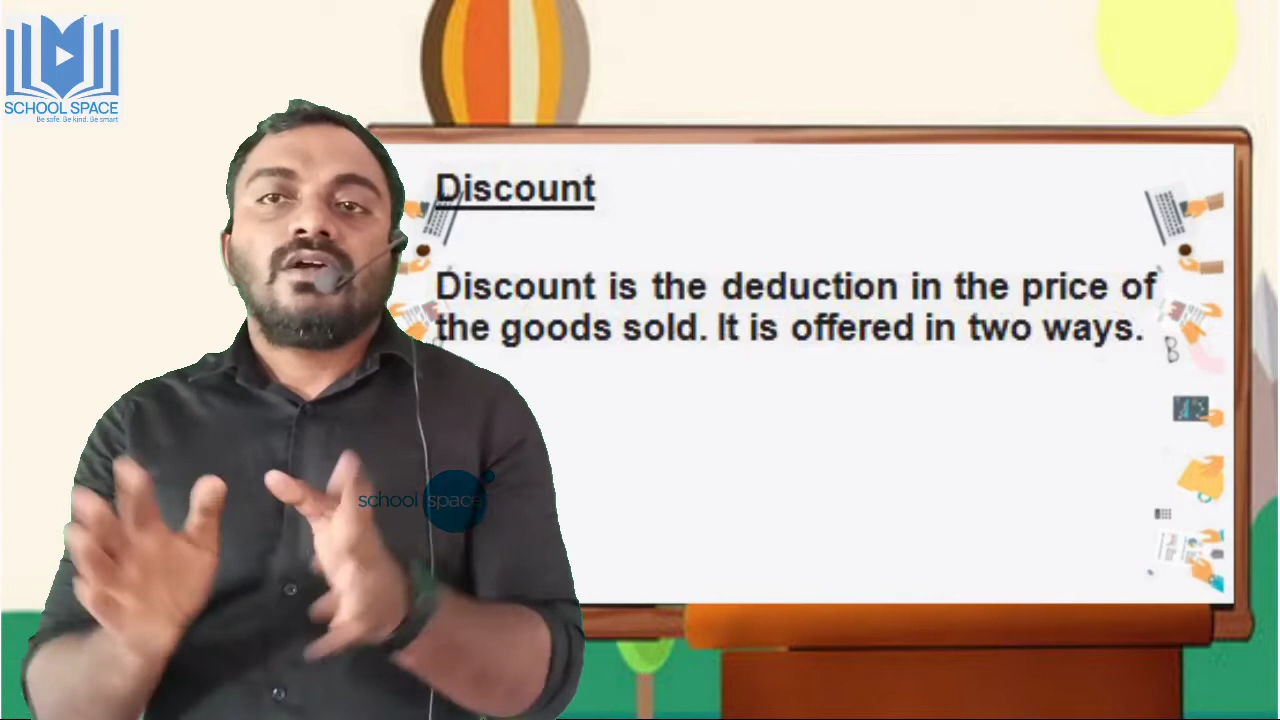 SCHOOL SPACE
Be safe. Be kind. Be smart
Discount
Discount is the deduction in the price of
the goods sold. It is offered in two ways.
school space